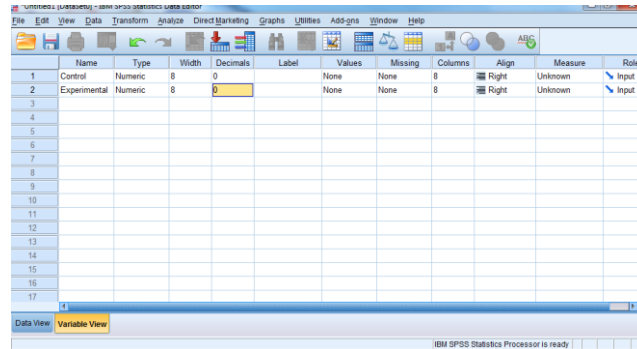 *Untitled1 [DataSet0] - IBM SPSS Statistics Data Editor
File Edit View Data Transform Analyze Direct Marketing Graphs Utilities Add-ons Window Help
Name Type Width Decimals Label Values Missing Columns Align Measure Role
1 Control Numeric 8 0 None None 8 Right Unknown Input
2 Experimental Numeric 8 0 None None 8 Right Unknown Input
3
4
5
6
7
8
9
10
11
12
13
14
15
16
17
Data View Variable View
IBM SPSS Statistics Processor is ready